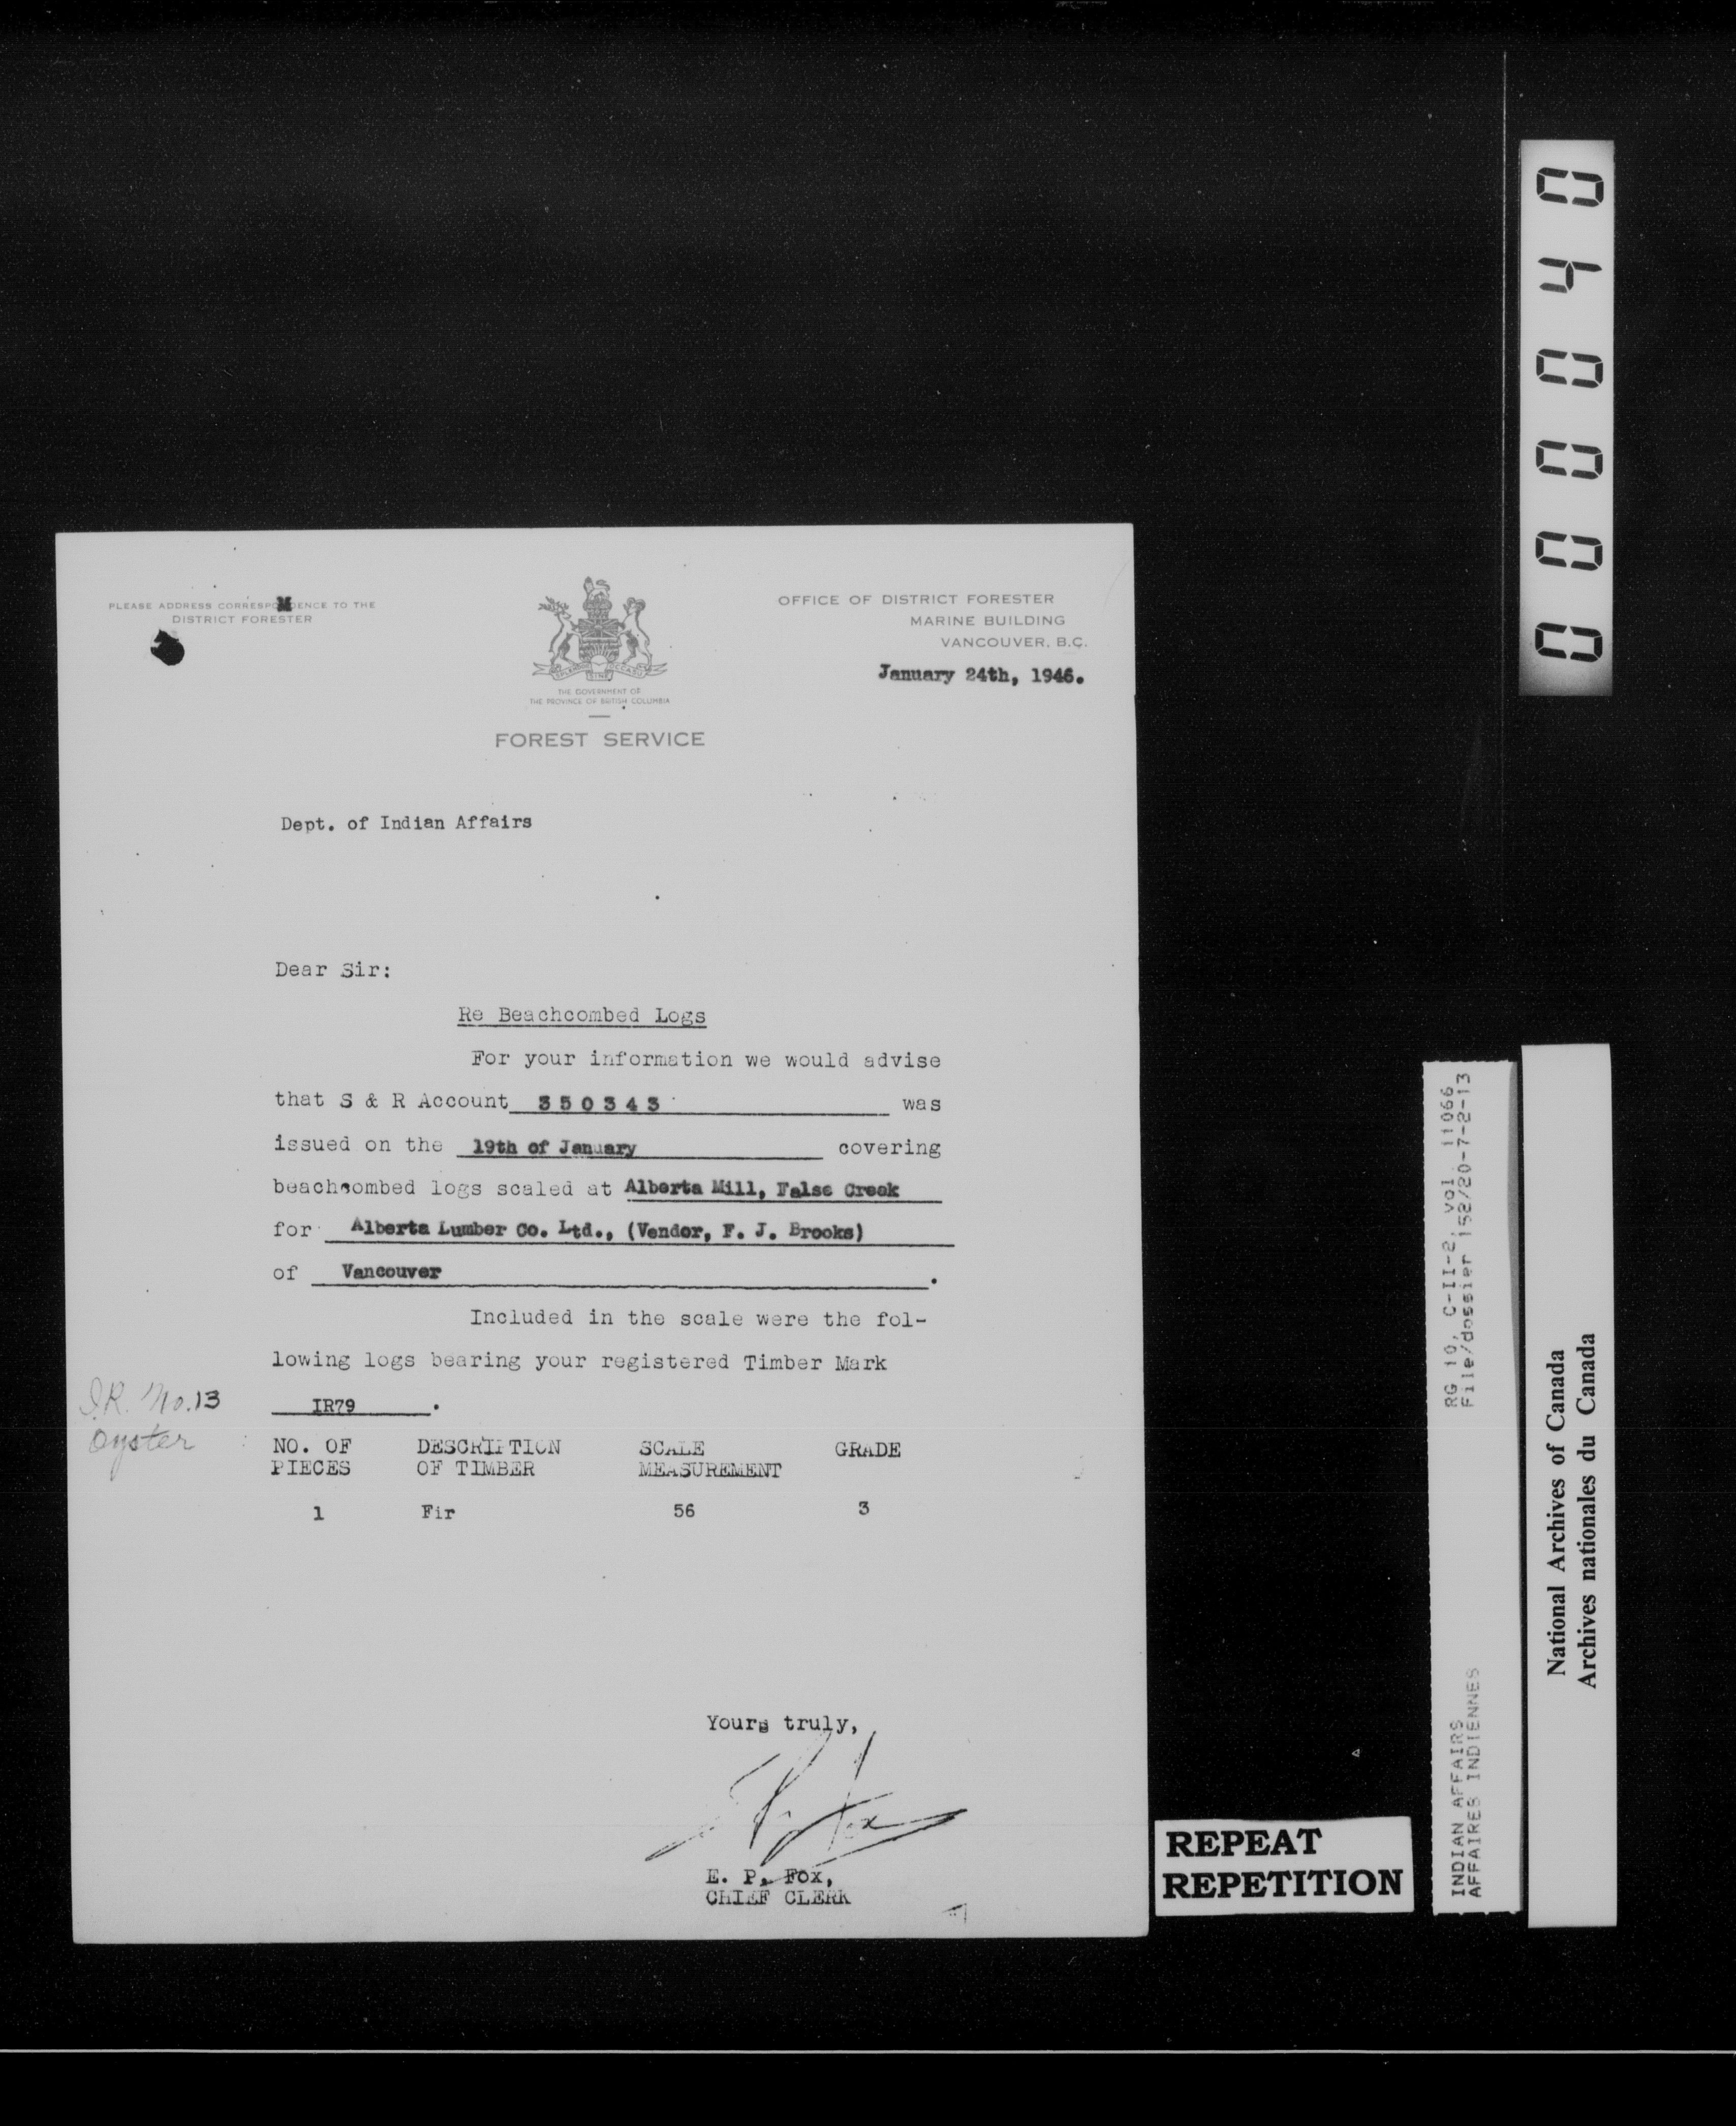 PLEASE ADDRESS CORRESPONDENCE TO THE
DISTRICT FORESTER
SPLENDOR SINE OCCASU
THE GOVERNMENT OF
THE PROVINCE OF BRITISH COLUMBIA
FOREST SERVICE
OFFICE OF DISTRICT FORESTER
MARINE BUILDING
VANCOUVER, B.C.
January 24th, 1946.
Dept. of Indian Affairs
Dear Sir:
Re Beachcombed Logs
For your information we would advise
that S & R Account 350343 was
issued on the 19th of January covering
beachcombed logs scaled at Alberta Mill, False Creek
for Alberta Lumber Co. Ltd., (Vendor, F. J. Brooks)
of Vancouver .
Included in the scale were the fol-
lowing logs bearing your registered Timber Mark
IR79 .
I.R. No. 13
Oyster
NO. OF PIECES DESCRIPTION OF TIMBER SCALE MEASUREMENT GRADE
1 Fir 56 3
Yours truly,
E. P. Fox,
CHIEF CLERK
REPEAT
REPETITION
000040
RG 10, C-II-2, vol. 11066,
File/dossier 152/20-7-2-13
INDIAN AFFAIRS
AFFAIRES INDIENNES
National Archives of Canada
Archives nationales du Canada